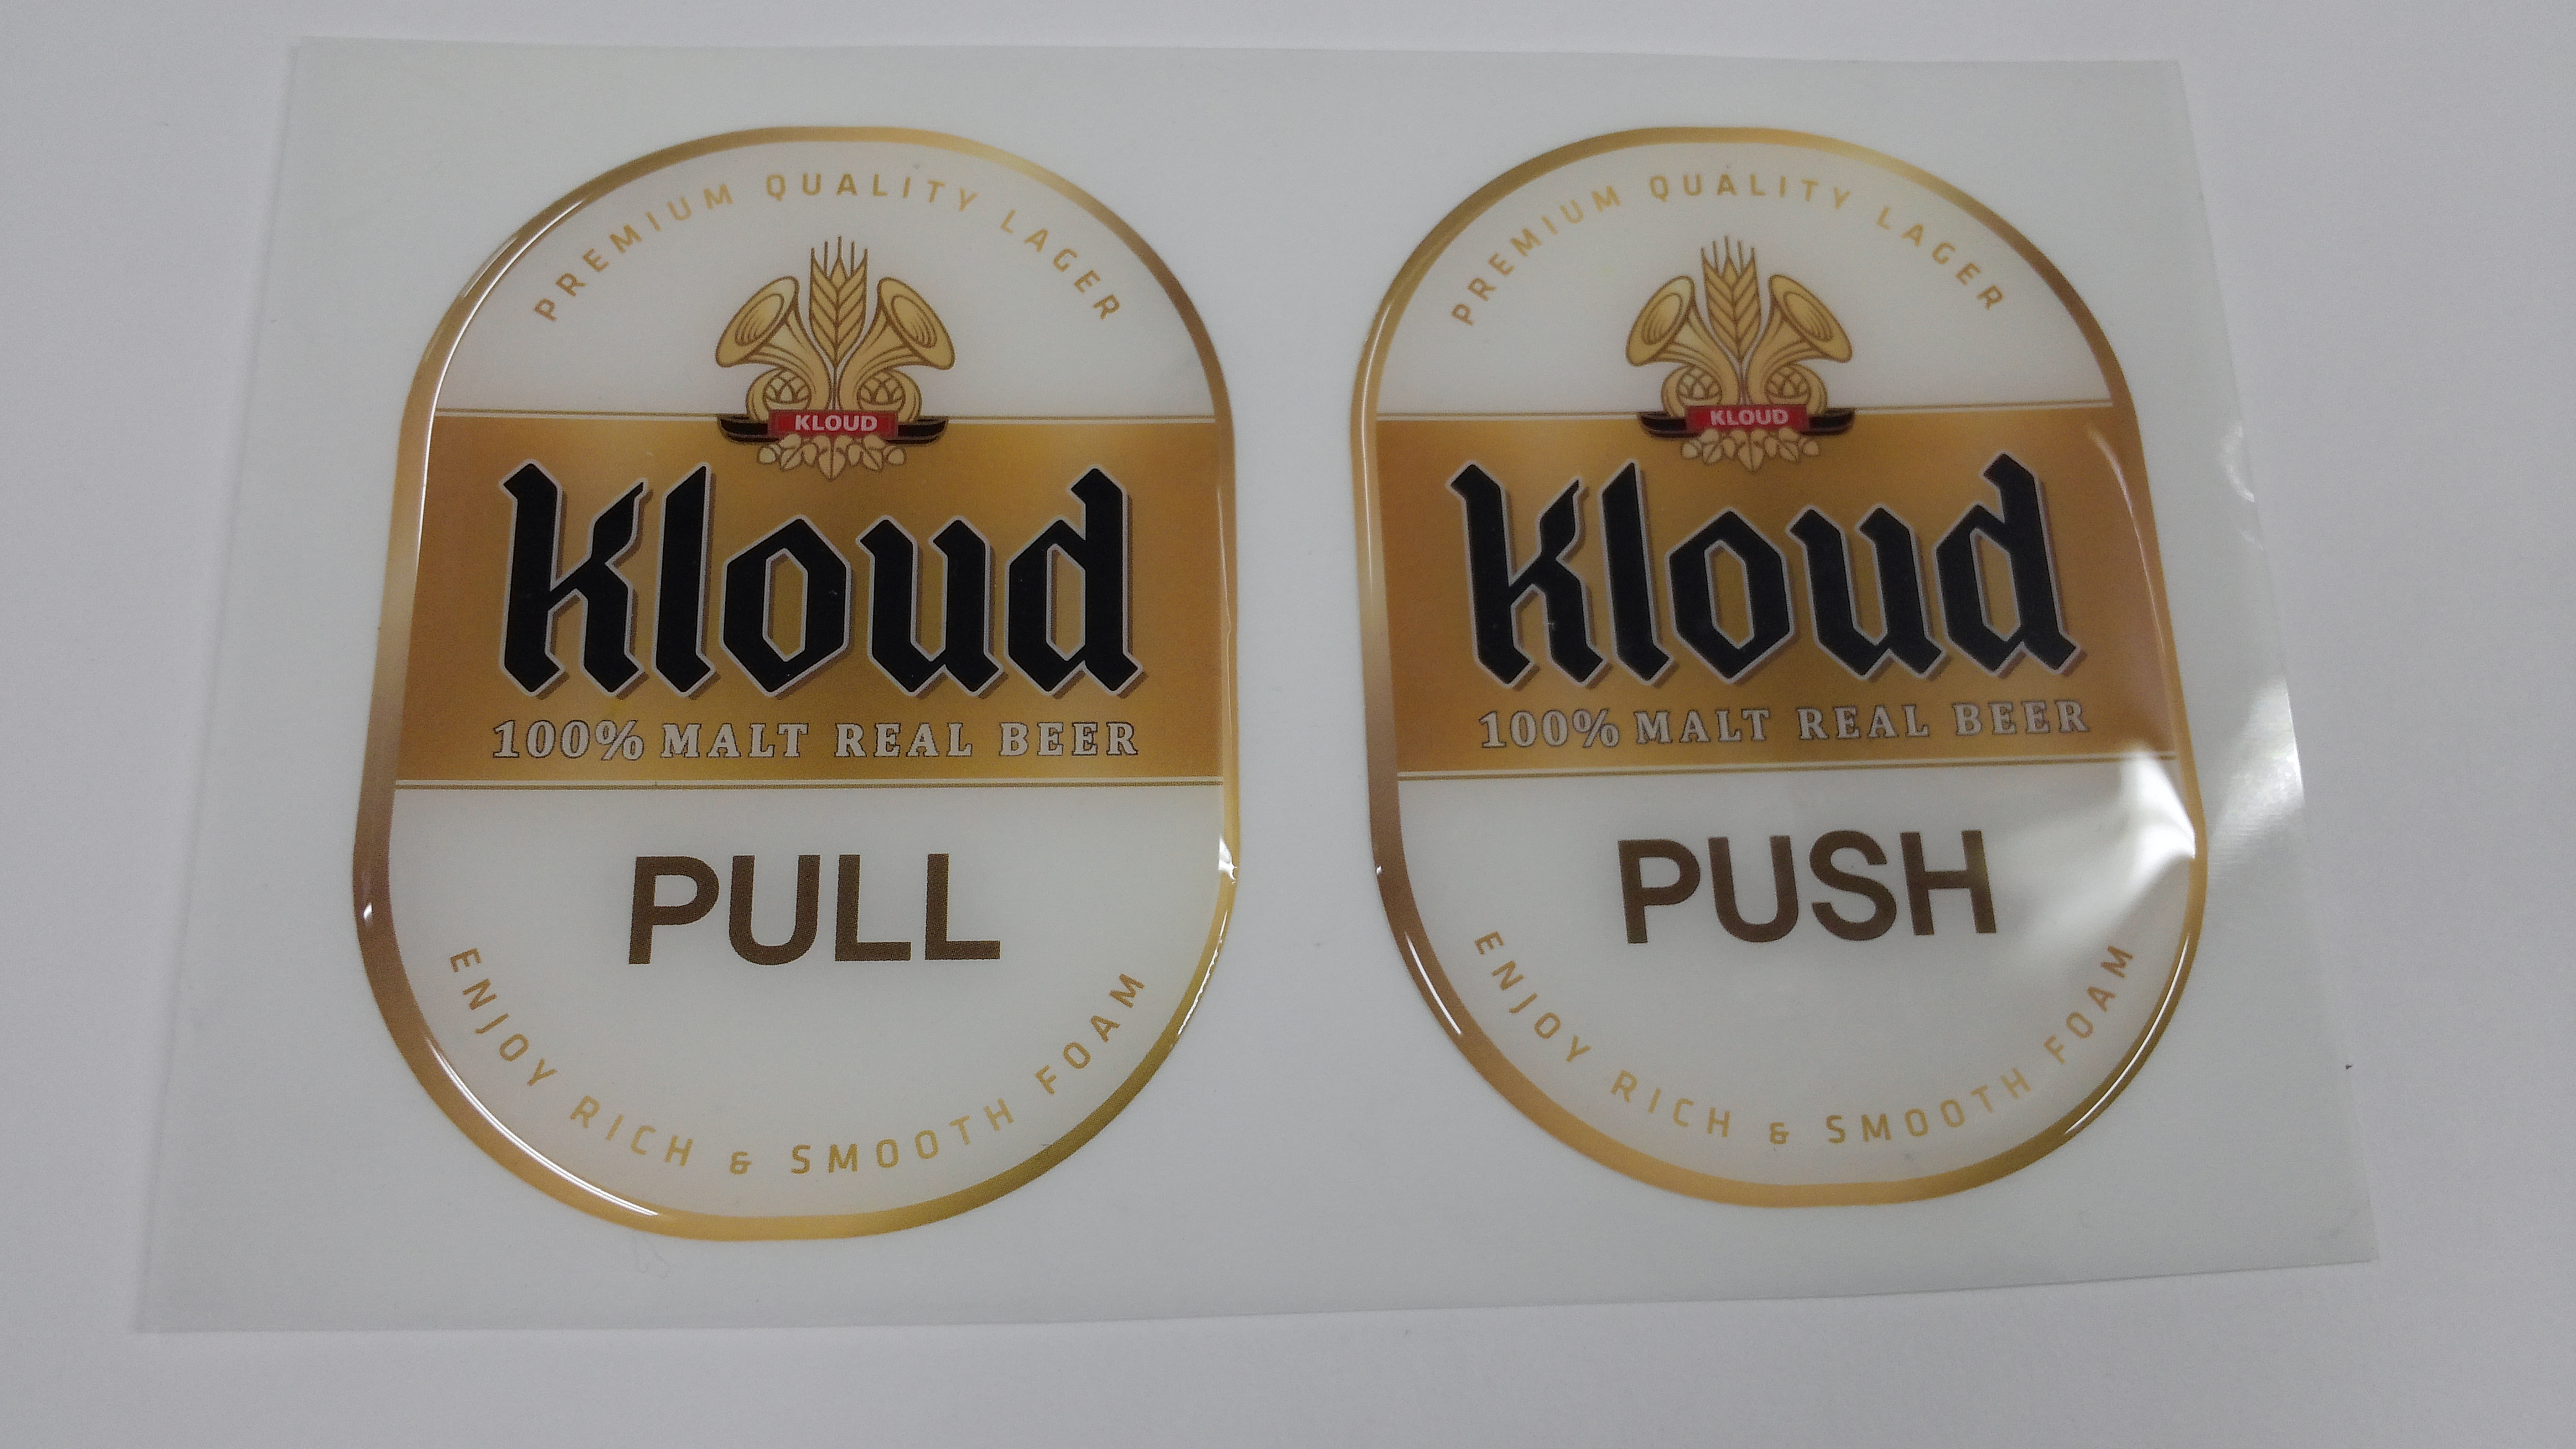 PREMIUM QUALITY LAGER
KLOUD
Kloud
100% MALT REAL BEER
PULL
ENJOY RICH & SMOOTH FOAM
PREMIUM QUALITY LAGER
KLOUD
Kloud
100% MALT REAL BEER
PUSH
ENJOY RICH & SMOOTH FOAM